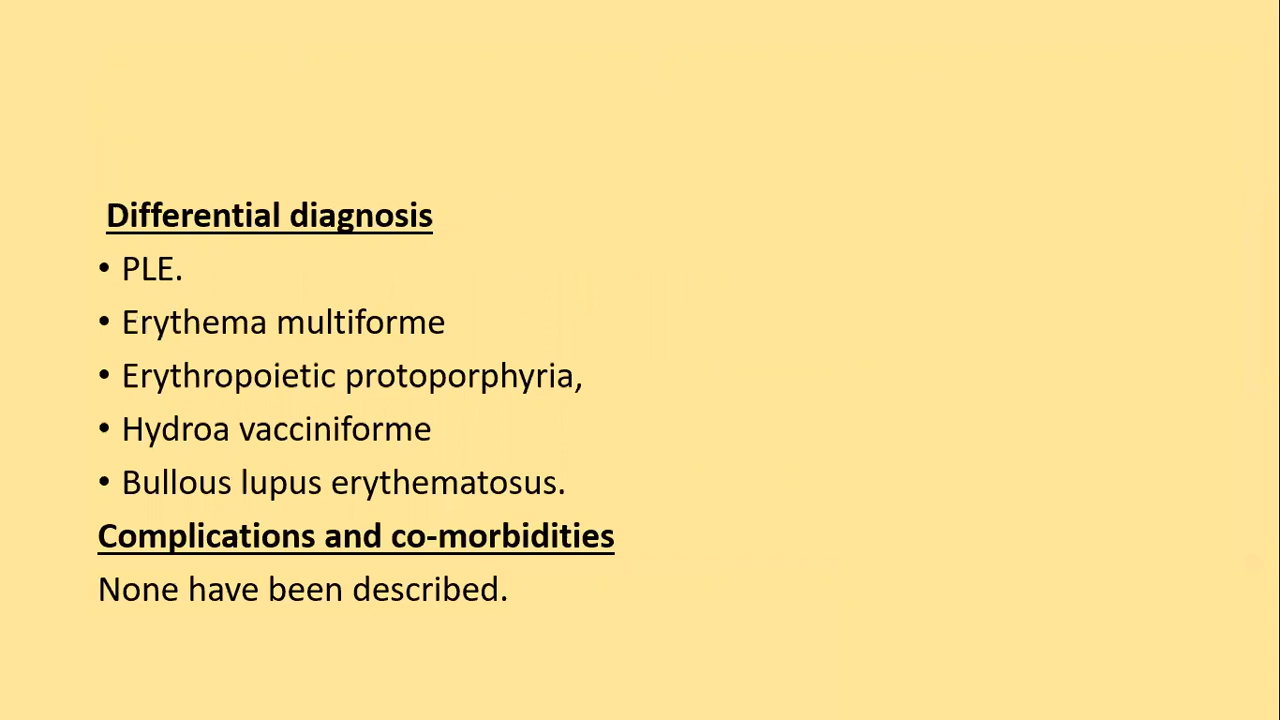 Differential diagnosis
• PLE.
• Erythema multiforme
• Erythropoietic protoporphyria,
• Hydroa vacciniforme
• Bullous lupus erythematosus.
Complications and co-morbidities
None have been described.